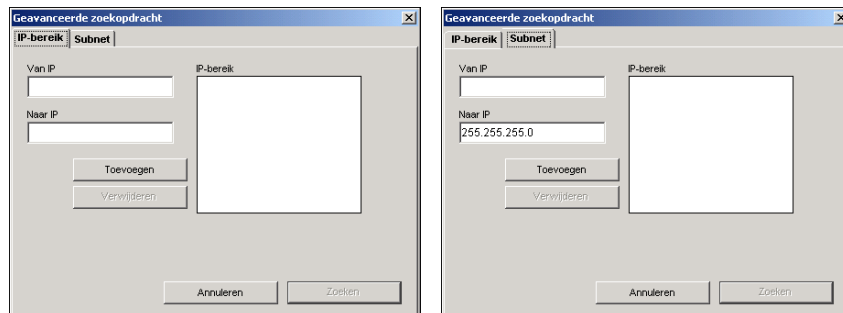 Geavanceerde zoekopdracht
IP-bereik Subnet
Van IP IP-bereik
Naar IP
Toevoegen
Verwijderen
Annuleren Zoeken
Geavanceerde zoekopdracht
IP-bereik Subnet
Van IP IP-bereik
Naar IP
255.255.255.0
Toevoegen
Verwijderen
Annuleren Zoeken